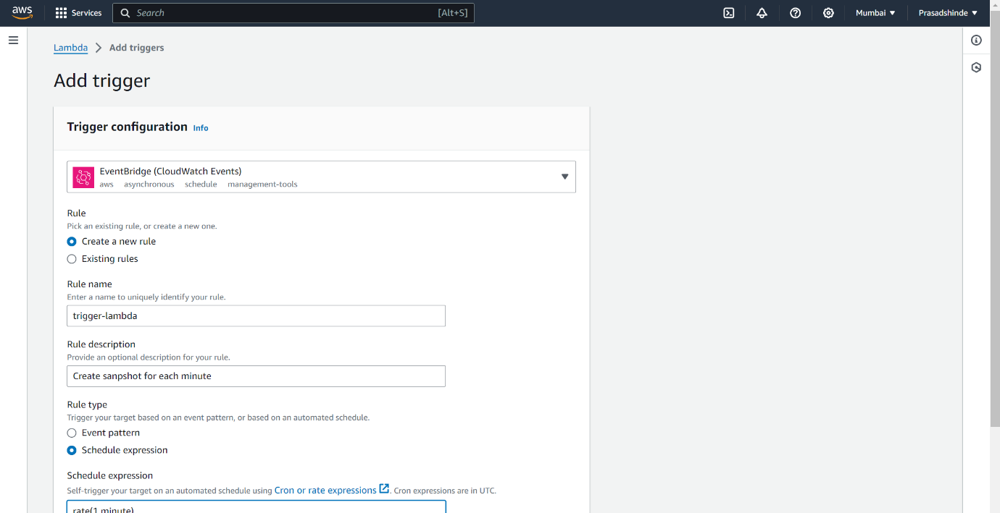 aws Services Search [Alt+S] Mumbai Prasadshinde
Lambda Add triggers
Add trigger
Trigger configuration Info
EventBridge (CloudWatch Events)
aws asynchronous schedule management-tools
Rule
Pick an existing rule, or create a new one.
Create a new rule
Existing rules
Rule name
Enter a name to uniquely identify your rule.
trigger-lambda
Rule description
Provide an optional description for your rule.
Create sanpshot for each minute
Rule type
Trigger your target based on an event pattern, or based on an automated schedule.
Event pattern
Schedule expression
Schedule expression
Self-trigger your target on an automated schedule using Cron or rate expressions. Cron expressions are in UTC.
rate(1 minute)